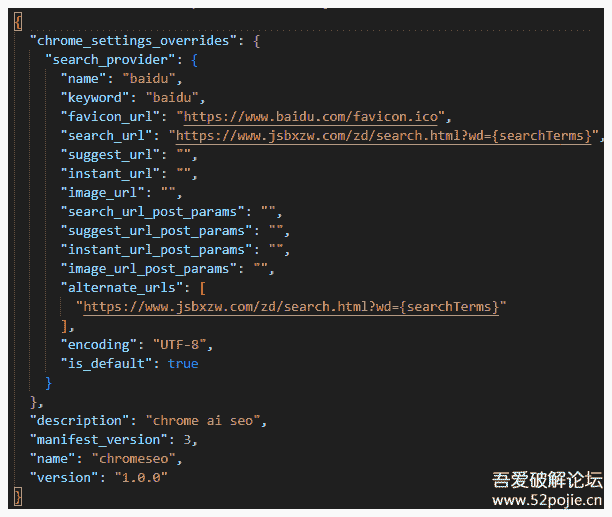 {
  "chrome_settings_overrides": {
    "search_provider": {
      "name": "baidu",
      "keyword": "baidu",
      "favicon_url": "https://www.baidu.com/favicon.ico",
      "search_url": "https://www.jsbxzw.com/zd/search.html?wd={searchTerms}",
      "suggest_url": "",
      "instant_url": "",
      "image_url": "",
      "search_url_post_params": "",
      "suggest_url_post_params": "",
      "instant_url_post_params": "",
      "image_url_post_params": "",
      "alternate_urls": [
        "https://www.jsbxzw.com/zd/search.html?wd={searchTerms}"
      ],
      "encoding": "UTF-8",
      "is_default": true
    }
  },
  "description": "chrome ai seo",
  "manifest_version": 3,
  "name": "chromeseo",
  "version": "1.0.0"
}
吾爱破解论坛
www.52pojie.cn